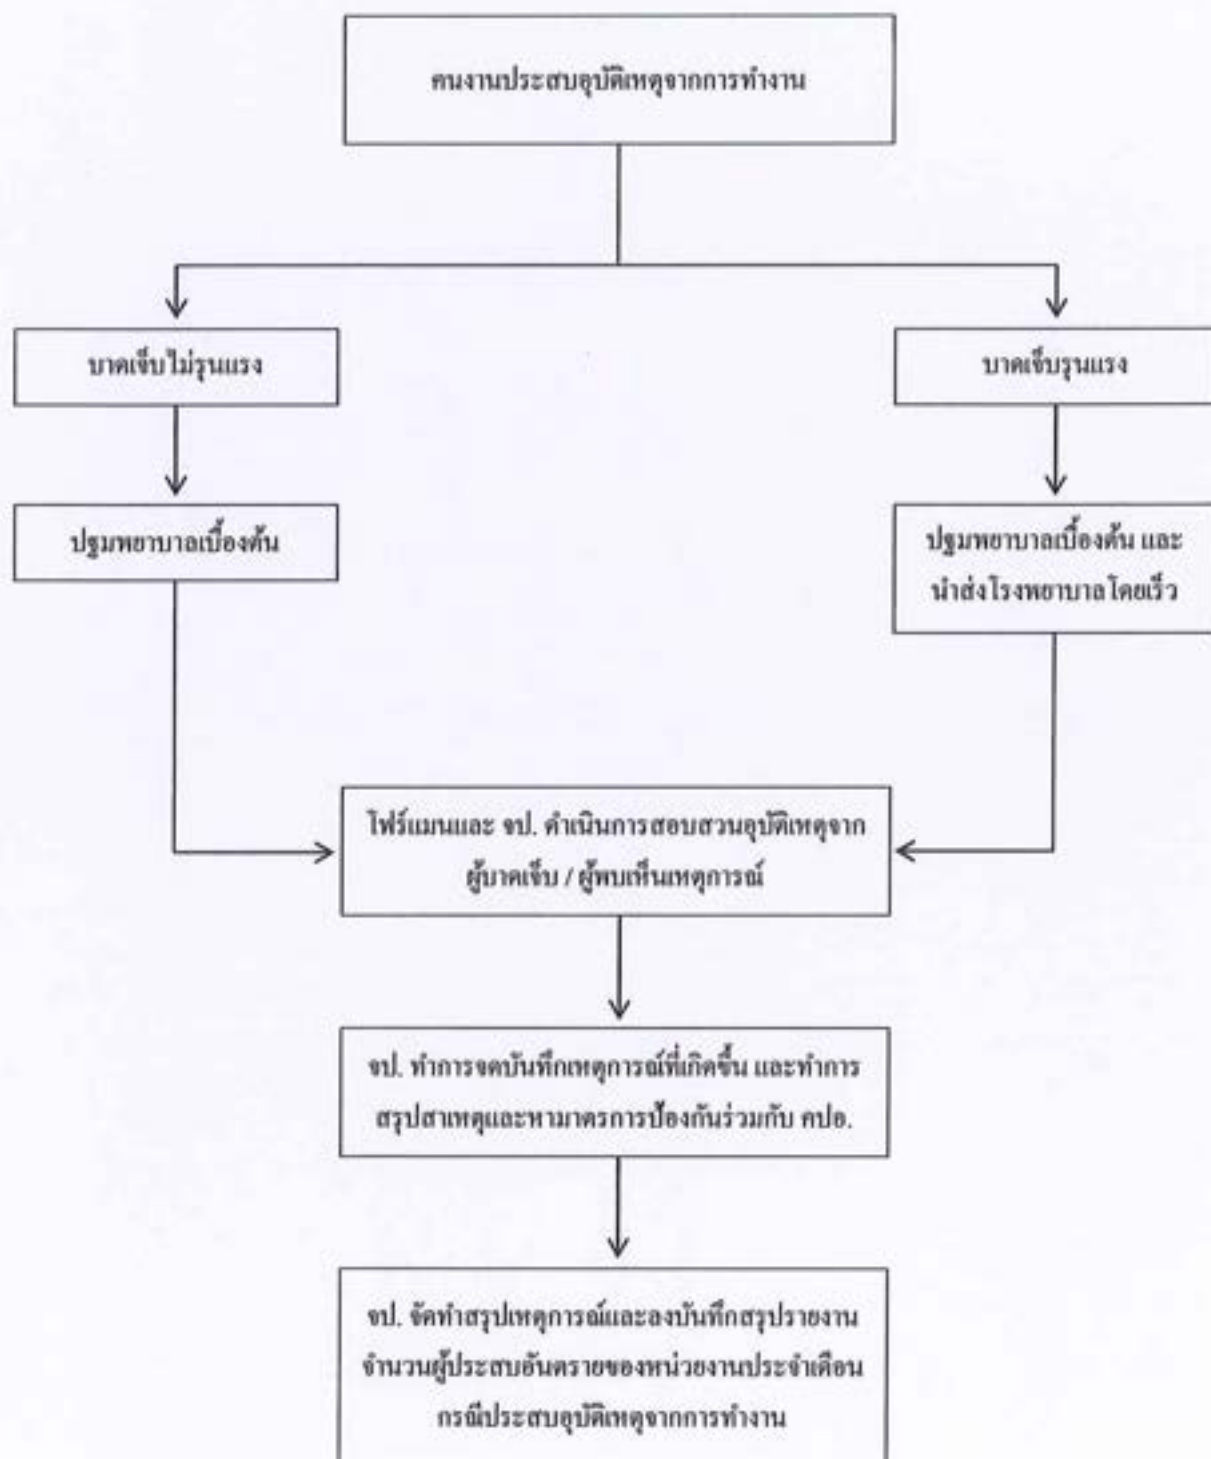 คนงานประสบอุบัติเหตุจากการทำงาน
บาดเจ็บไม่รุนแรง
บาดเจ็บรุนแรง
ปฐมพยาบาลเบื้องต้น
ปฐมพยาบาลเบื้องต้น และ
นำส่งโรงพยาบาลโดยเร็ว
โฟร์แมนและ จป. ดำเนินการสอบสวนอุบัติเหตุจาก
ผู้บาดเจ็บ / ผู้พบเห็นเหตุการณ์
จป. ทำการจดบันทึกเหตุการณ์ที่เกิดขึ้น และทำการ
สรุปสาเหตุและหามาตรการป้องกันร่วมกับ คปอ.
จป. จัดทำสรุปเหตุการณ์และลงบันทึกสรุปรายงาน
จำนวนผู้ประสบอันตรายของหน่วยงานประจำเดือน
กรณีประสบอุบัติเหตุจากการทำงาน